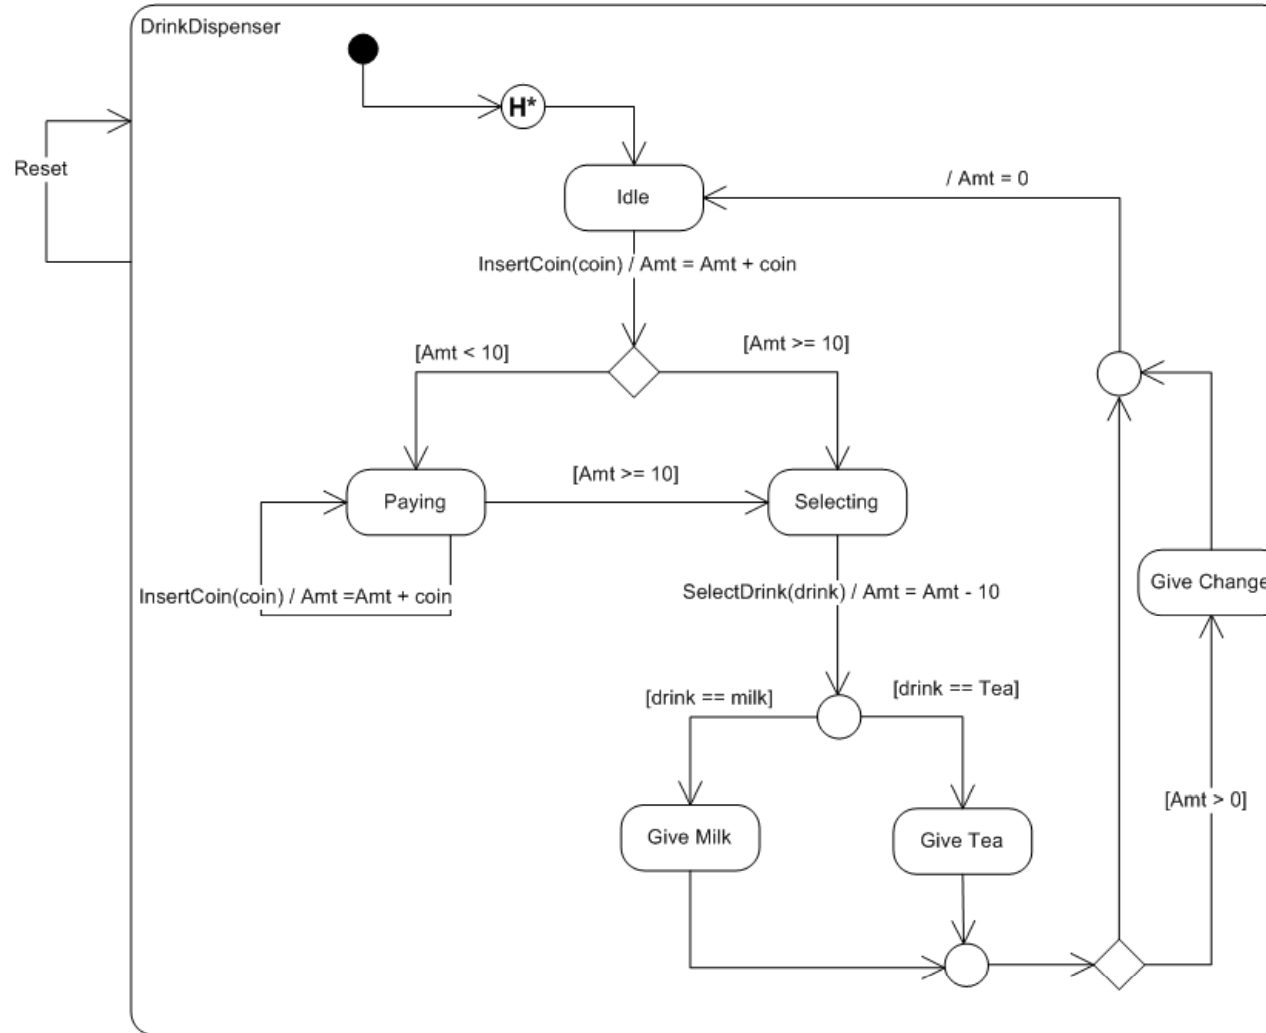 DrinkDispenser
H*
Reset
Idle
/ Amt = 0
InsertCoin(coin) / Amt = Amt + coin
[Amt < 10]
[Amt >= 10]
Paying
[Amt >= 10]
Selecting
InsertCoin(coin) / Amt =Amt + coin
SelectDrink(drink) / Amt = Amt - 10
Give Change
[drink == milk]
[drink == Tea]
[Amt > 0]
Give Milk
Give Tea